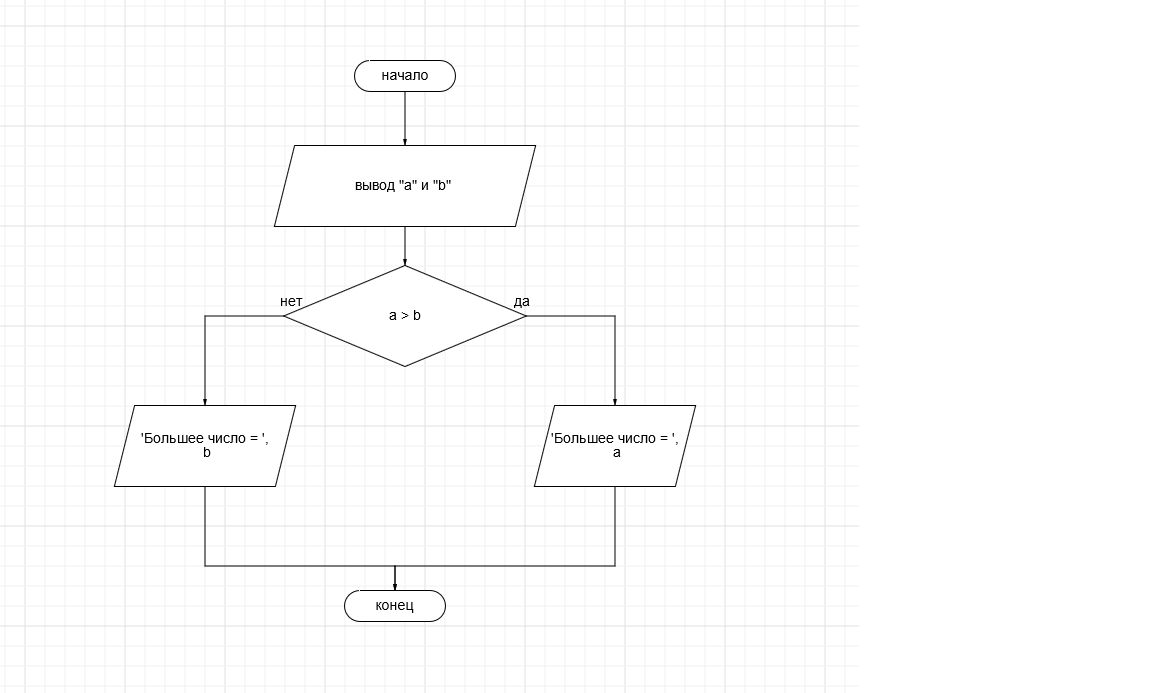 начало
вывод "a" и "b"
нет
да
a > b
'Большее число = ',
b
'Большее число = ',
a
конец